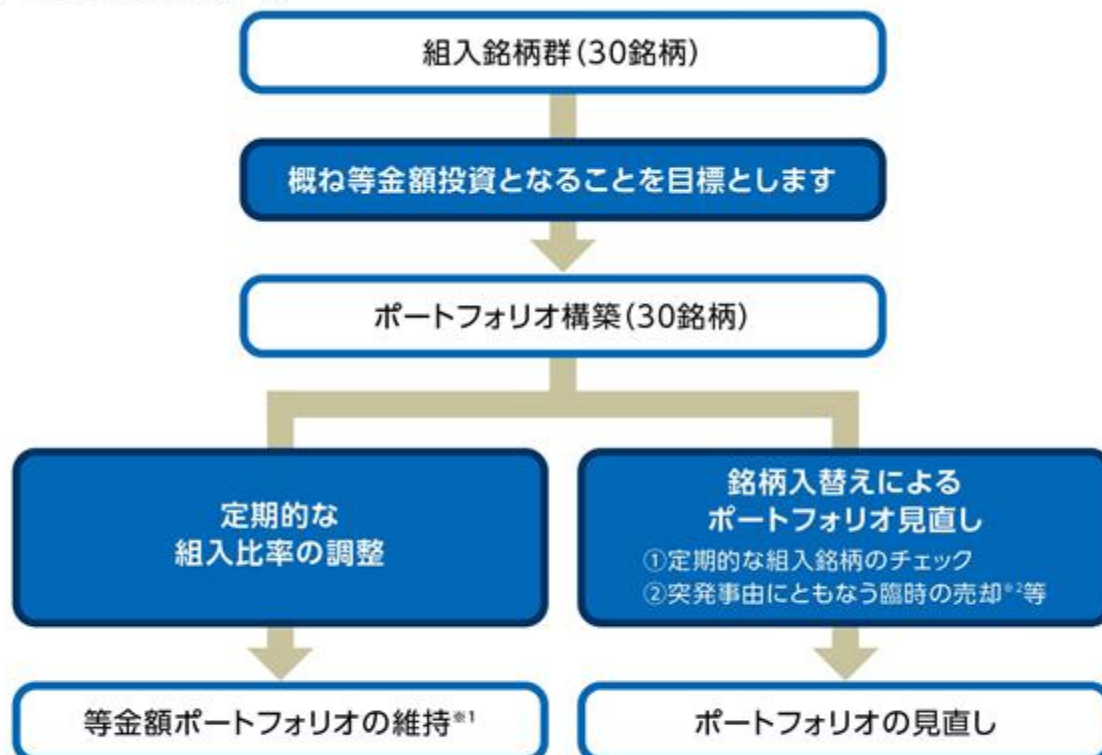 組入銘柄群(30銘柄)
概ね等金額投資となることを目標とします
ポートフォリオ構築(30銘柄)
定期的な
組入比率の調整
銘柄入替えによる
ポートフォリオ見直し
①定期的な組入銘柄のチェック
②突発事由にともなう臨時の売却※2等
等金額ポートフォリオの維持※1
ポートフォリオの見直し